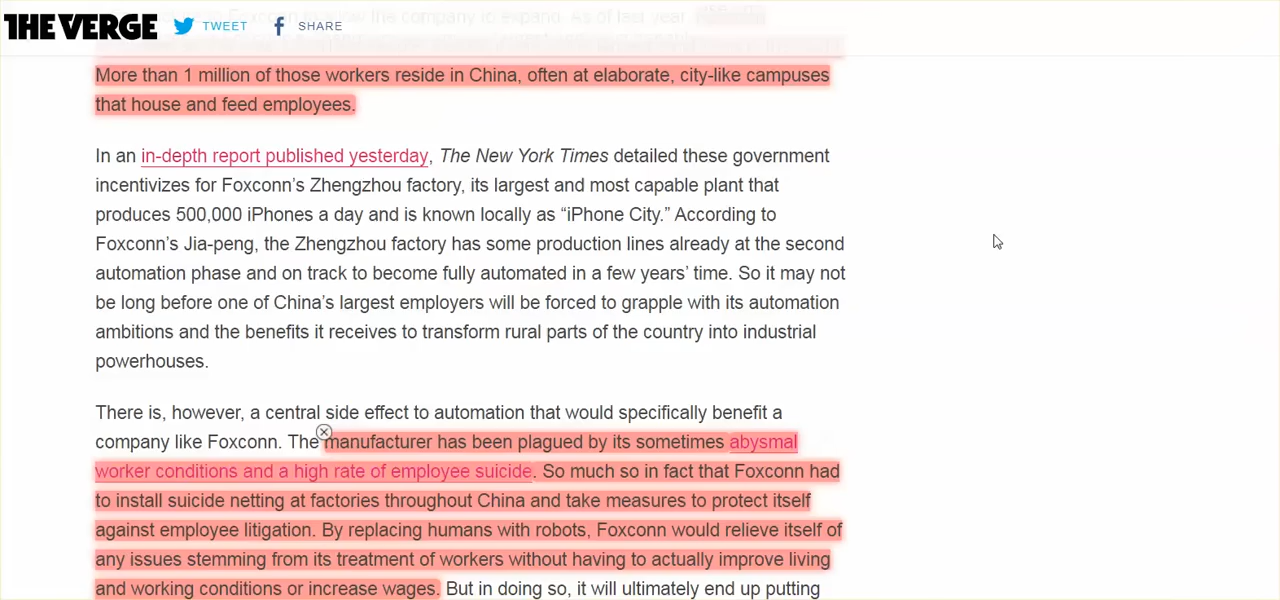 THE VERGE TWEET SHARE
More than 1 million of those workers reside in China, often at elaborate, city-like campuses
that house and feed employees.
In an in-depth report published yesterday, The New York Times detailed these government
incentivizes for Foxconn’s Zhengzhou factory, its largest and most capable plant that
produces 500,000 iPhones a day and is known locally as “iPhone City.” According to
Foxconn’s Jia-peng, the Zhengzhou factory has some production lines already at the second
automation phase and on track to become fully automated in a few years’ time. So it may not
be long before one of China’s largest employers will be forced to grapple with its automation
ambitions and the benefits it receives to transform rural parts of the country into industrial
powerhouses.
There is, however, a central side effect to automation that would specifically benefit a
company like Foxconn. The manufacturer has been plagued by its sometimes abysmal
worker conditions and a high rate of employee suicide. So much so in fact that Foxconn had
to install suicide netting at factories throughout China and take measures to protect itself
against employee litigation. By replacing humans with robots, Foxconn would relieve itself of
any issues stemming from its treatment of workers without having to actually improve living
and working conditions or increase wages. But in doing so, it will ultimately end up putting